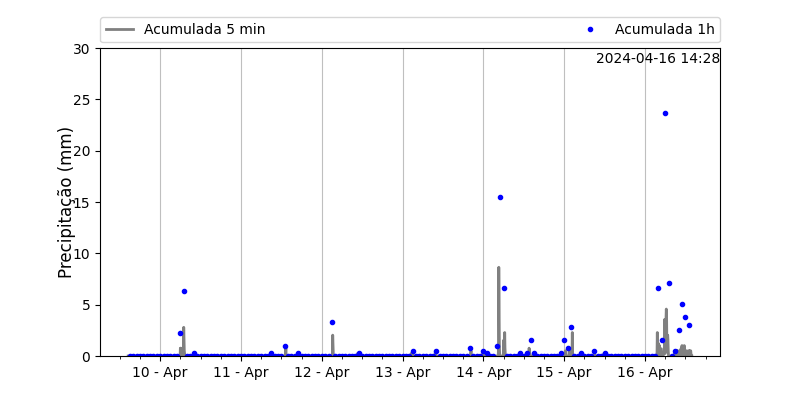 Acumulada 5 min
Acumulada 1h
2024-04-16 14:28
Precipitação (mm)
30
25
20
15
10
5
0
10 - Apr
11 - Apr
12 - Apr
13 - Apr
14 - Apr
15 - Apr
16 - Apr